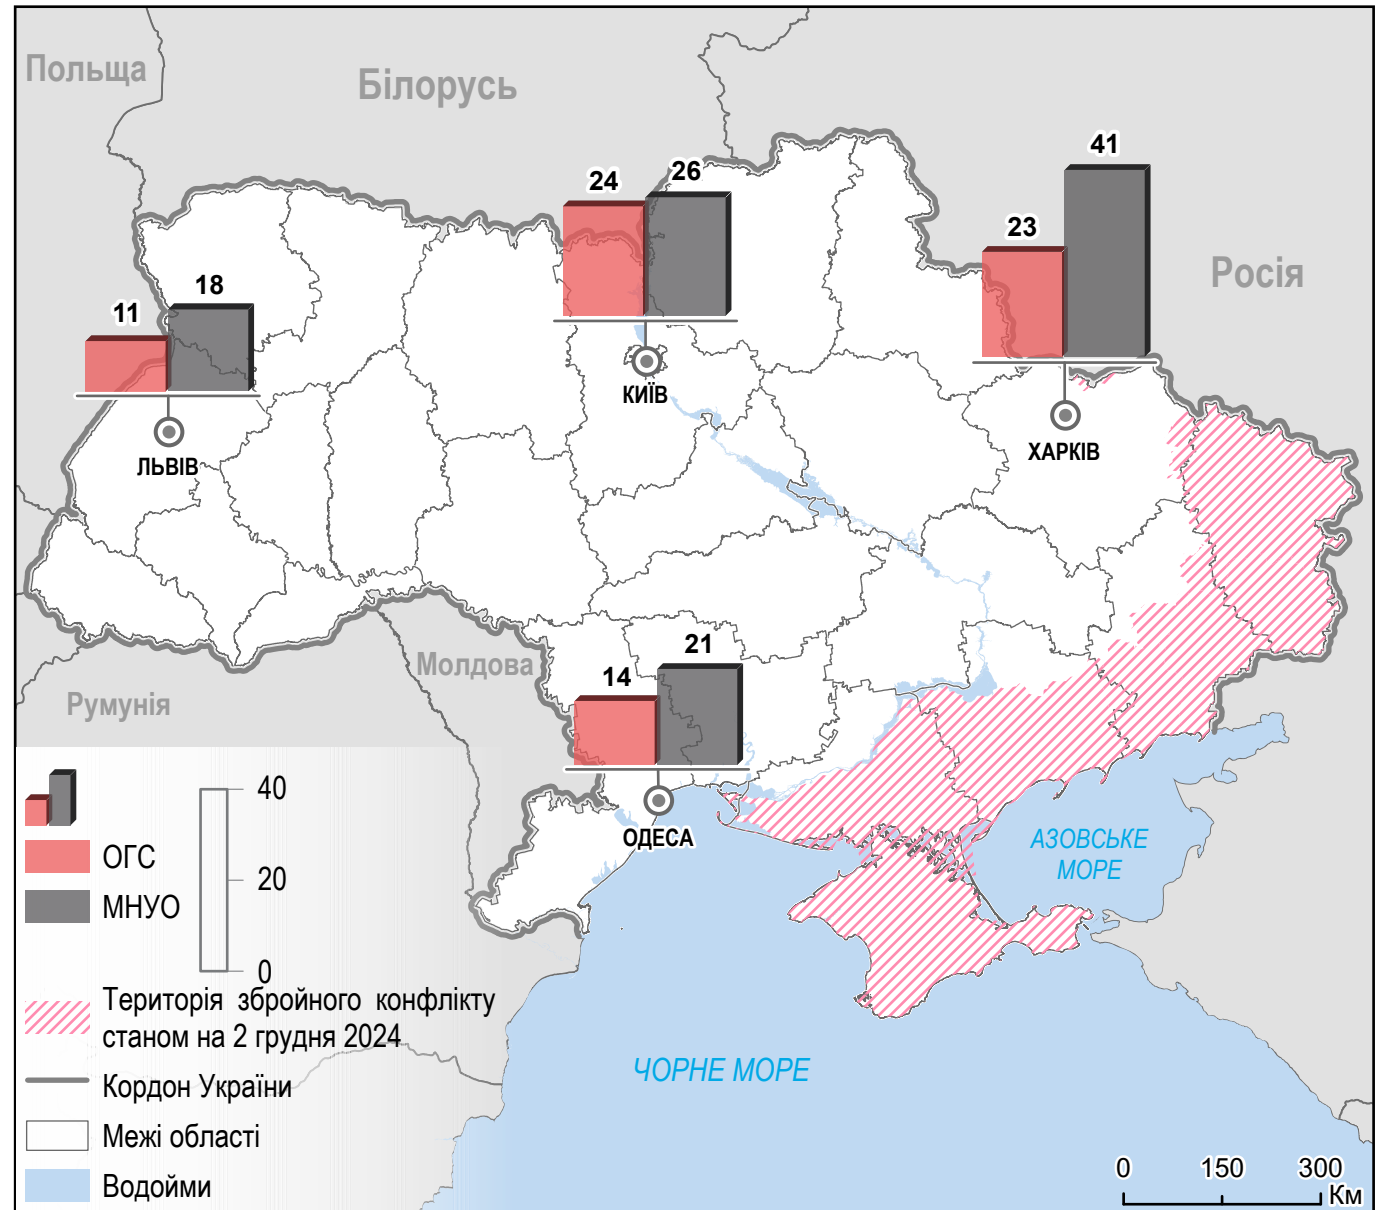 Польща
Білорусь
Росія
41
24
26
23
18
11
КИЇВ
ХАРКІВ
ЛЬВІВ
Молдова
21
14
Румунія
ОДЕСА
АЗОВСЬКЕ
МОРЕ
ЧОРНЕ МОРЕ
40
20
0
ОГС
МНУО
Територія збройного конфлікту
станом на 2 грудня 2024
Кордон України
Межі області
Водойми
0 150 300
Км